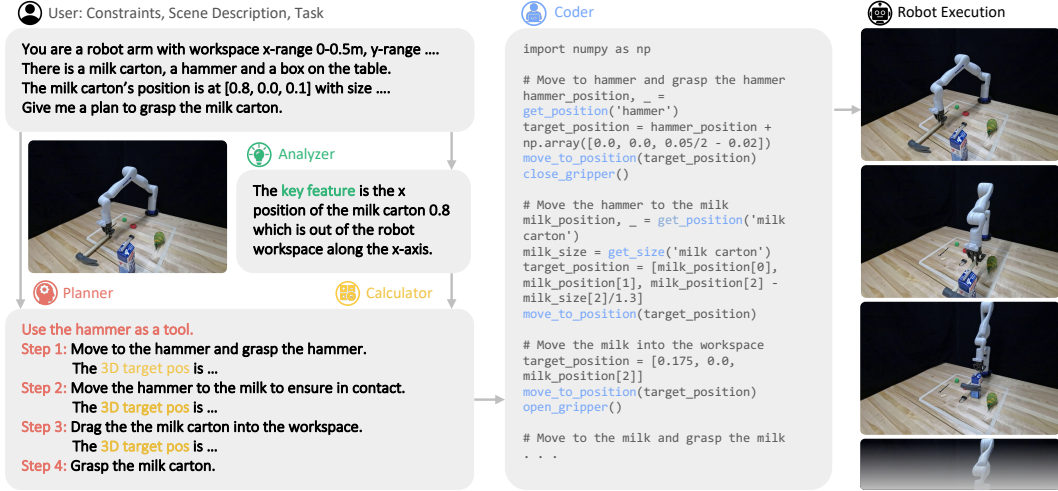 User: Constraints, Scene Description, Task
You are a robot arm with workspace x-range 0-0.5m, y-range ....
There is a milk carton, a hammer and a box on the table.
The milk carton's position is at [0.8, 0.0, 0.1] with size ....
Give me a plan to grasp the milk carton.
Analyzer
The key feature is the x
position of the milk carton 0.8
which is out of the robot
workspace along the x-axis.
Planner
Calculator
Use the hammer as a tool.
Step 1: Move to the hammer and grasp the hammer.
The 3D target pos is ...
Step 2: Move the hammer to the milk to ensure in contact.
The 3D target pos is ...
Step 3: Drag the the milk carton into the workspace.
The 3D target pos is ...
Step 4: Grasp the milk carton.
Coder
import numpy as np
# Move to hammer and grasp the hammer
hammer_position, _ =
get_position('hammer')
target_position = hammer_position +
np.array([0.0, 0.0, 0.05/2 - 0.02])
move_to_position(target_position)
close_gripper()
# Move the hammer to the milk
milk_position, _ = get_position('milk
carton')
milk_size = get_size('milk carton')
target_position = [milk_position[0],
milk_position[1], milk_position[2] -
milk_size[2]/1.3]
move_to_position(target_position)
# Move the milk into the workspace
target_position = [0.175, 0.0,
milk_position[2]]
move_to_position(target_position)
open_gripper()
# Move to the milk and grasp the milk
. . .
Robot Execution